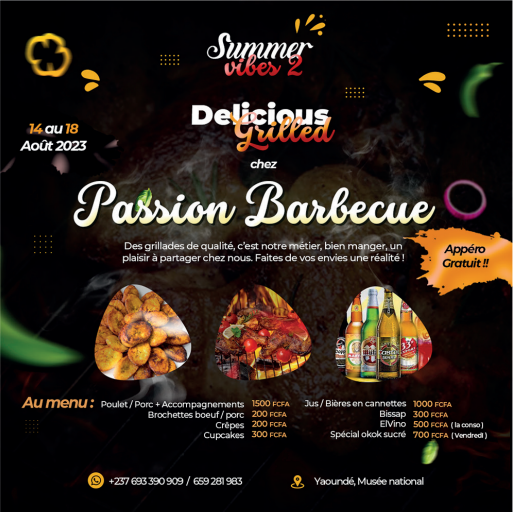 Summer
vibes 2
Delicious
Grilled
14 au 18
Août 2023
chez
Passion Barbecue
Des grillades de qualité, c'est notre métier, bien manger, un
plaisir à partager chez nous. Faites de vos envies une réalité !
Appéro
Gratuit !!
Au menu :
Poulet / Porc + Accompagnements 1500 FCFA
Brochettes boeuf / porc 200 FCFA
Crêpes 200 FCFA
Cupcakes 300 FCFA
Jus / Bières en cannettes 1000 FCFA
Bissap 300 FCFA
ElVino 500 FCFA ( la conso )
Spécial okok sucré 700 FCFA ( Vendredi )
+237 693 390 909 / 659 281 983
Yaoundé, Musée national